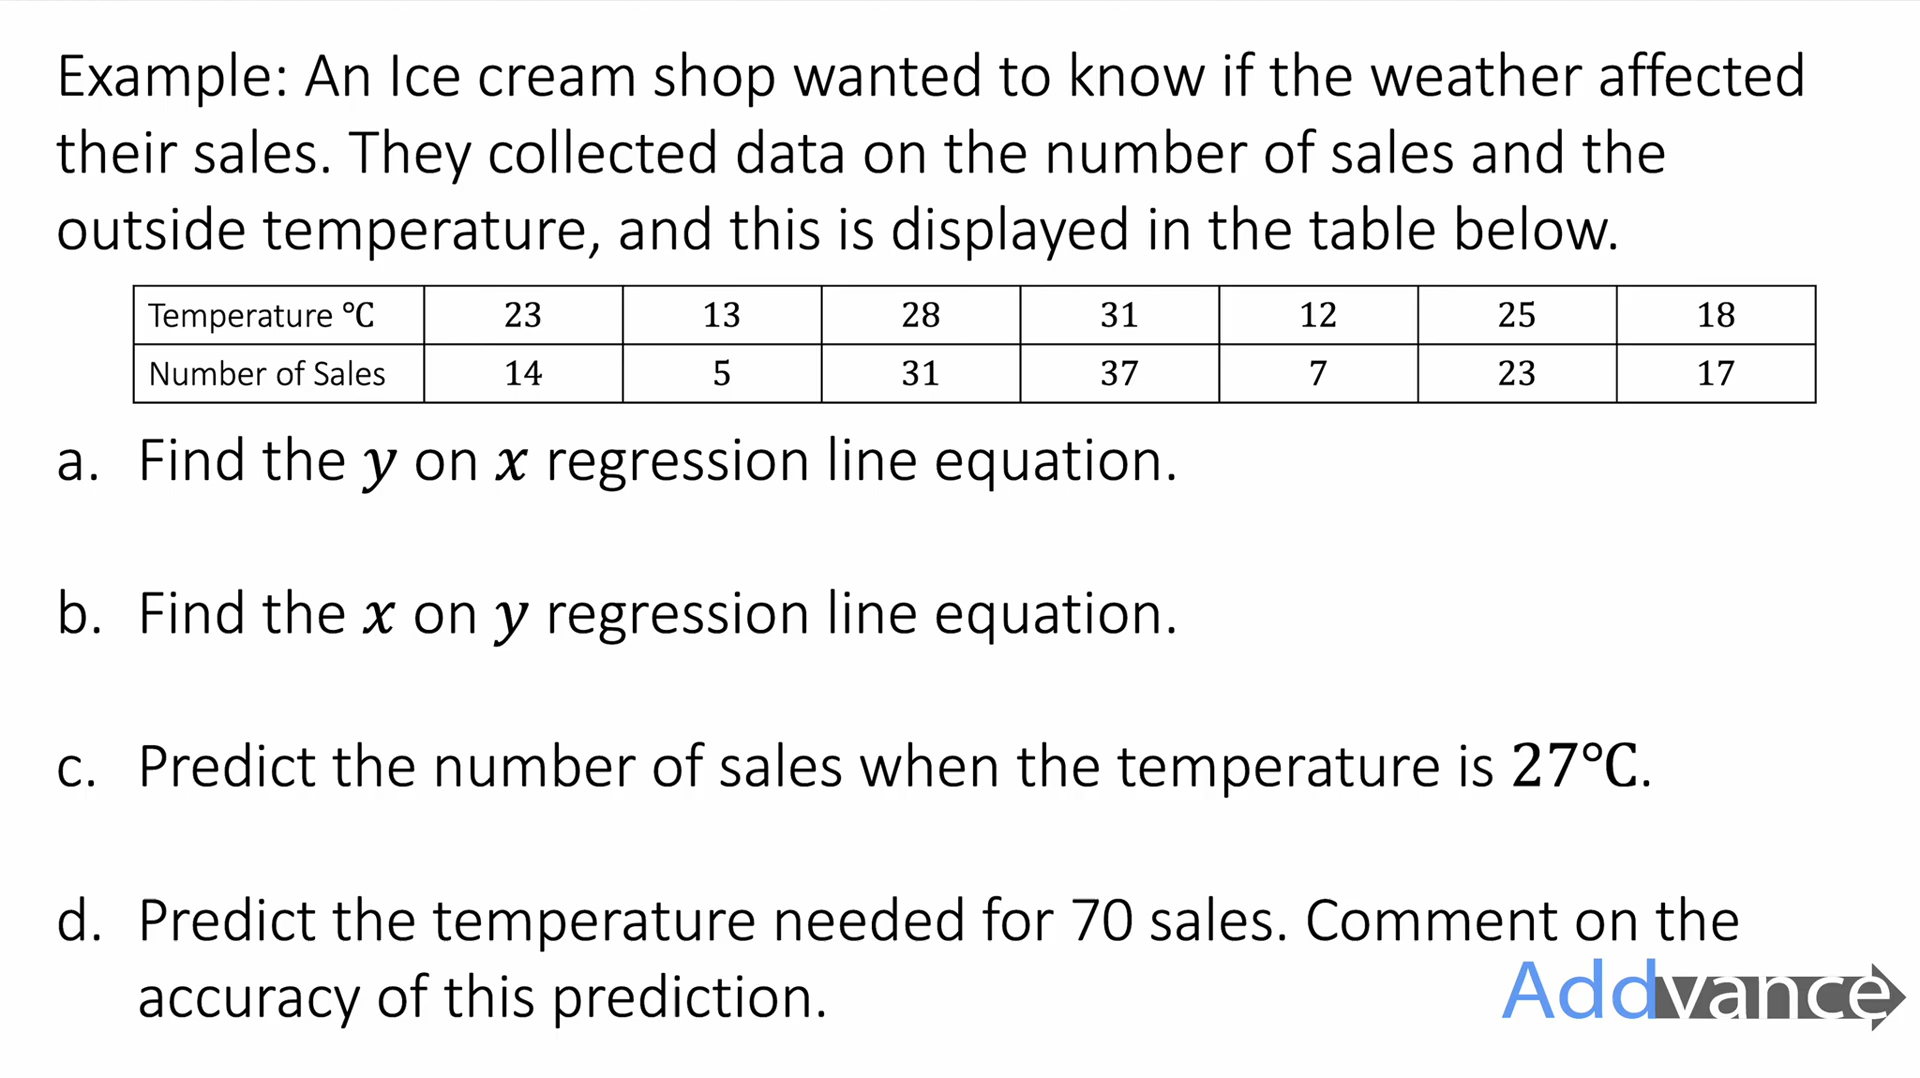 Example: An Ice cream shop wanted to know if the weather affected
their sales. They collected data on the number of sales and the
outside temperature, and this is displayed in the table below.
Temperature °C 23 13 28 31 12 25 18
Number of Sales 14 5 31 37 7 23 17
a. Find the y on x regression line equation.
b. Find the x on y regression line equation.
c. Predict the number of sales when the temperature is 27°C.
d. Predict the temperature needed for 70 sales. Comment on the
accuracy of this prediction.
Addvance